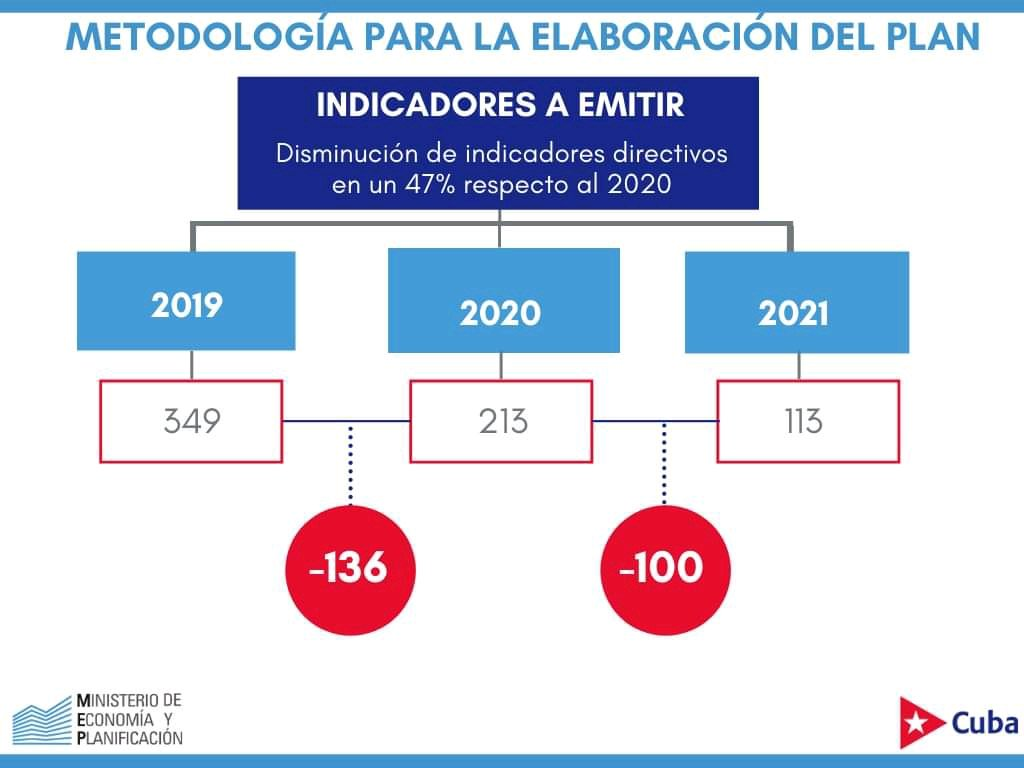 METODOLOGÍA PARA LA ELABORACIÓN DEL PLAN
INDICADORES A EMITIR
Disminución de indicadores directivos
en un 47% respecto al 2020
2019
2020
2021
349
213
113
-136
-100
MINISTERIO DE
ECONOMÍA Y
PLANIFICACIÓN
Cuba